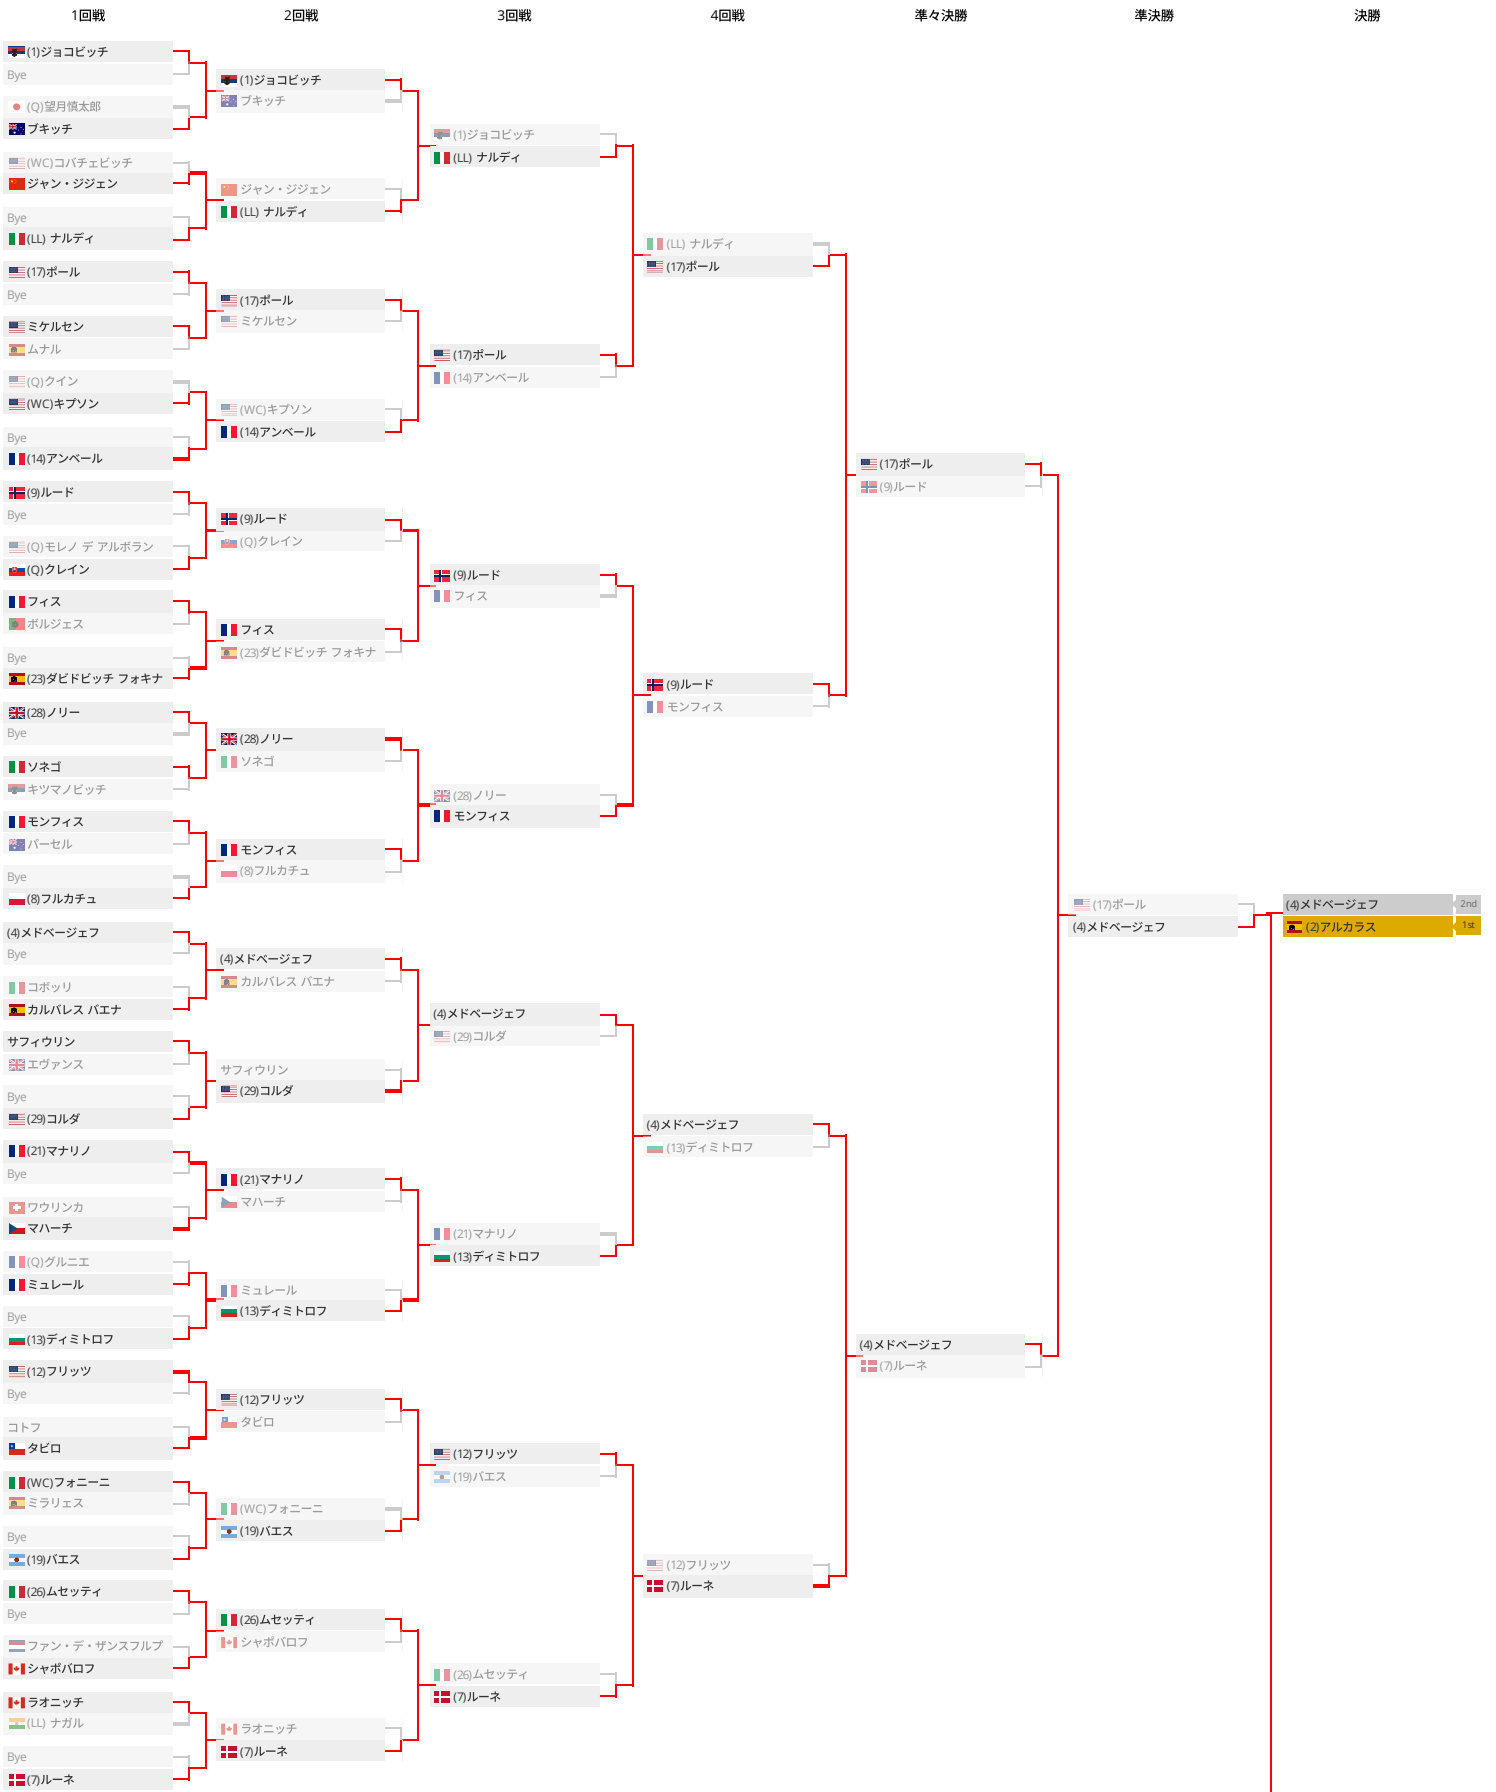 1回戦
2回戦
3回戦
4回戦
準々決勝
準決勝
決勝
(1)ジョコビッチ
Bye
(Q)望月慎太郎
ブキッチ
(WC)コバチェビッチ
ジャン・ジジェン
Bye
(LL) ナルディ
(17)ポール
Bye
ミケルセン
ムナル
(Q)クイン
(WC)キプソン
Bye
(14)アンベール
(9)ルード
Bye
(Q)モレノ デ アルボラン
(Q)クレイン
フィス
ボルジェス
Bye
(23)ダビドビッチ フォキナ
(28)ノリー
Bye
ソネゴ
キツマノビッチ
モンフィス
パーセル
Bye
(8)フルカチュ
(4)メドベージェフ
Bye
コボッリ
カルバレス バエナ
サフィウリン
エヴァンス
Bye
(29)コルダ
(21)マナリノ
Bye
ワウリンカ
マハーチ
(Q)グルニエ
ミュレール
Bye
(13)ディミトロフ
(12)フリッツ
Bye
コトフ
タビロ
(WC)フォニーニ
ミラリェス
Bye
(19)バエス
(26)ムセッティ
Bye
ファン・デ・ザンスフルプ
シャポバロフ
ラオニッチ
(LL) ナガル
Bye
(7)ルーネ
(1)ジョコビッチ
ブキッチ
ジャン・ジジェン
(LL) ナルディ
(17)ポール
ミケルセン
(WC)キプソン
(14)アンベール
(9)ルード
(Q)クレイン
フィス
(23)ダビドビッチ フォキナ
(28)ノリー
ソネゴ
モンフィス
(8)フルカチュ
(4)メドベージェフ
カルバレス バエナ
サフィウリン
(29)コルダ
(21)マナリノ
マハーチ
ミュレール
(13)ディミトロフ
(12)フリッツ
タビロ
(WC)フォニーニ
(19)バエス
(26)ムセッティ
シャポバロフ
ラオニッチ
(7)ルーネ
(1)ジョコビッチ
(LL) ナルディ
(17)ポール
(14)アンベール
(9)ルード
フィス
(28)ノリー
モンフィス
(4)メドベージェフ
(29)コルダ
(21)マナリノ
(13)ディミトロフ
(12)フリッツ
(19)バエス
(26)ムセッティ
(7)ルーネ
(LL) ナルディ
(17)ポール
(9)ルード
モンフィス
(4)メドベージェフ
(13)ディミトロフ
(12)フリッツ
(7)ルーネ
(17)ポール
(9)ルード
(4)メドベージェフ
(7)ルーネ
(17)ポール
(4)メドベージェフ
(4)メドベージェフ 2nd
(2)アルカラス 1st